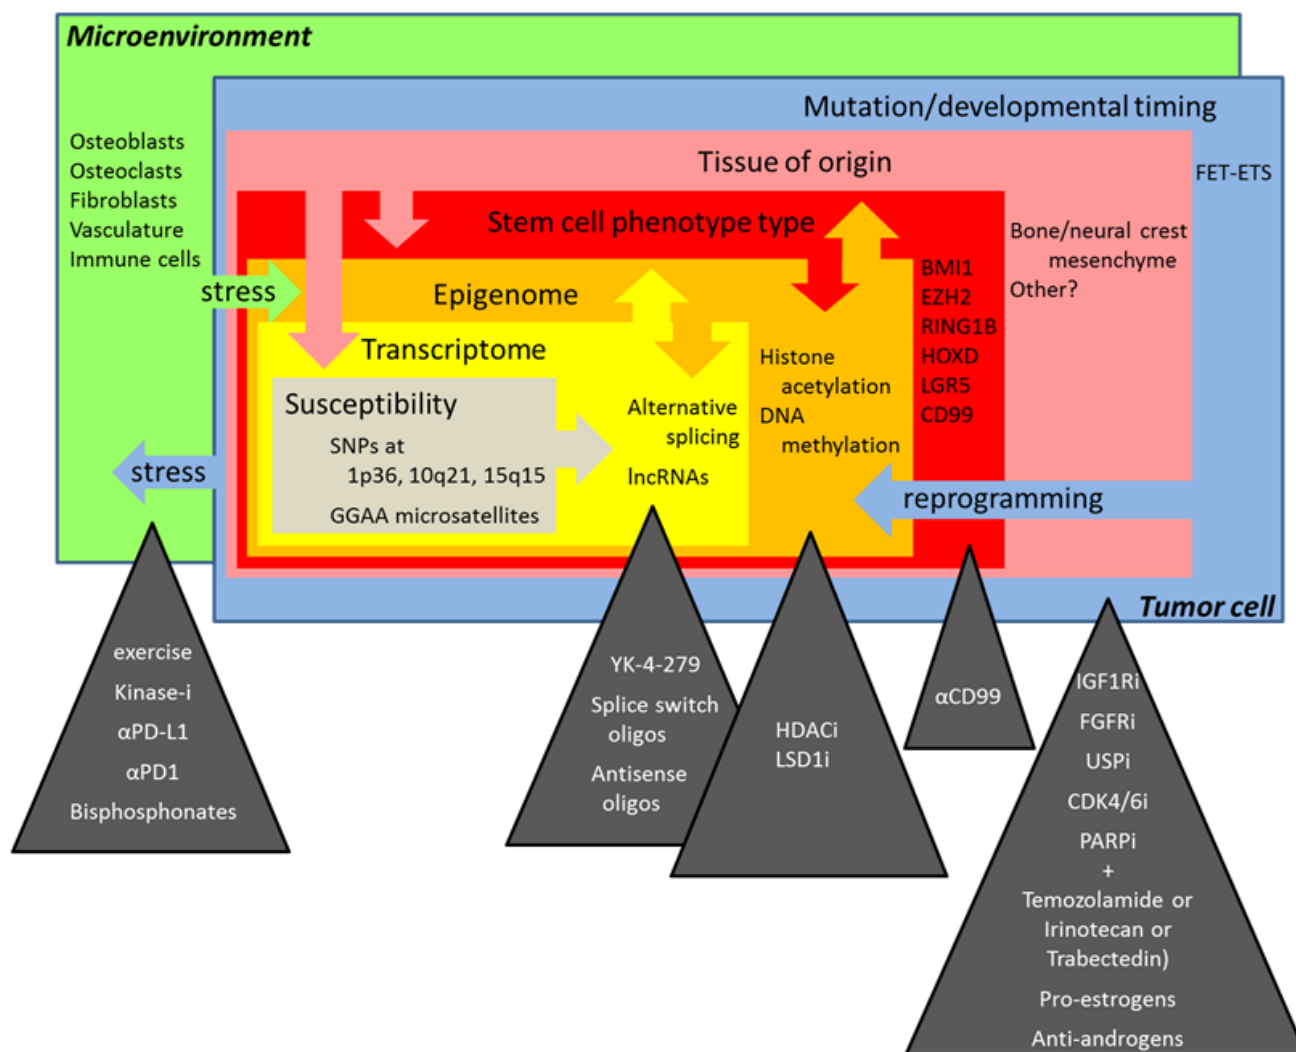 Microenvironment
Mutation/developmental timing
Osteoblasts
Osteoclasts
Fibroblasts
Vasculature
Immune cells
Tissue of origin
FET-ETS
Stem cell phenotype type
Bone/neural crest
mesenchyme
Other?
stress
Epigenome
BMI1
EZH2
RING1B
HOXD
LGR5
CD99
Transcriptome
Histone
acetylation
DNA
methylation
Susceptibility
SNPs at
1p36, 10q21, 15q15
GGAA microsatellites
Alternative
splicing
lncRNAs
stress
reprogramming
Tumor cell
exercise
Kinase-i
αPD-L1
αPD1
Bisphosphonates
YK-4-279
Splice switch
oligos
Antisense
oligos
HDACi
LSD1i
αCD99
IGF1Ri
FGFRi
USPi
CDK4/6i
PARPi
+
Temozolamide or
Irinotecan or
Trabectedin)
Pro-estrogens
Anti-androgens